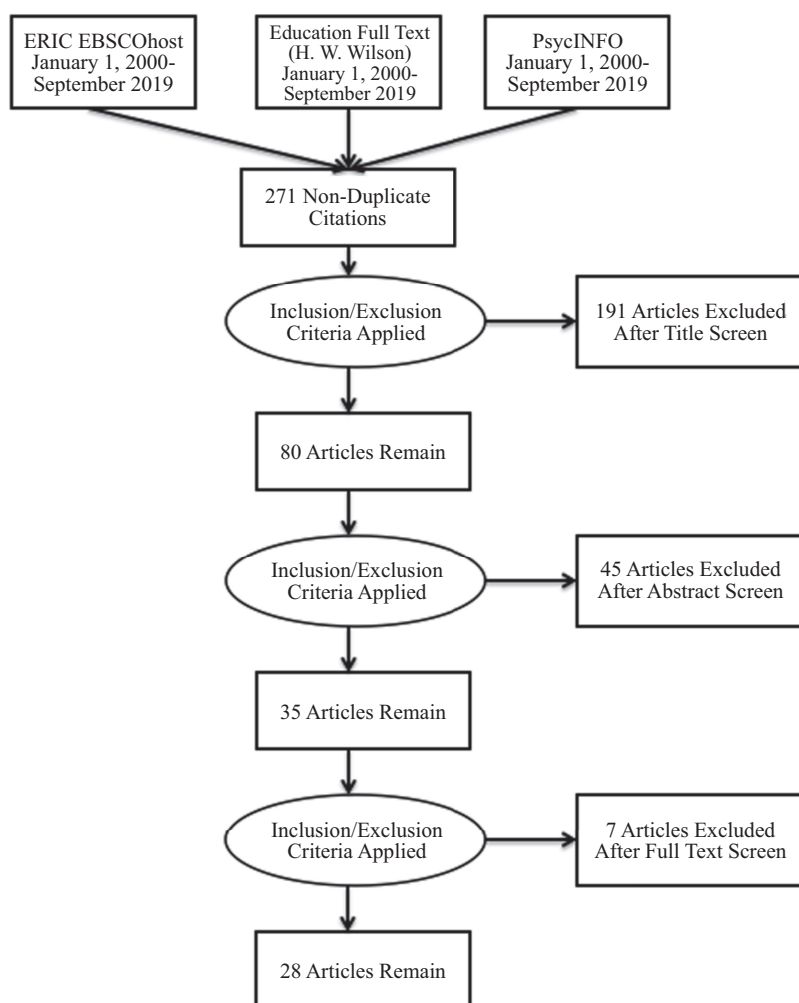 ERIC EBSCOhost
January 1, 2000-
September 2019
Education Full Text
(H. W. Wilson)
January 1, 2000-
September 2019
PsycINFO
January 1, 2000-
September 2019
271 Non-Duplicate
Citations
Inclusion/Exclusion
Criteria Applied
191 Articles Excluded
After Title Screen
80 Articles Remain
Inclusion/Exclusion
Criteria Applied
45 Articles Excluded
After Abstract Screen
35 Articles Remain
Inclusion/Exclusion
Criteria Applied
7 Articles Excluded
After Full Text Screen
28 Articles Remain